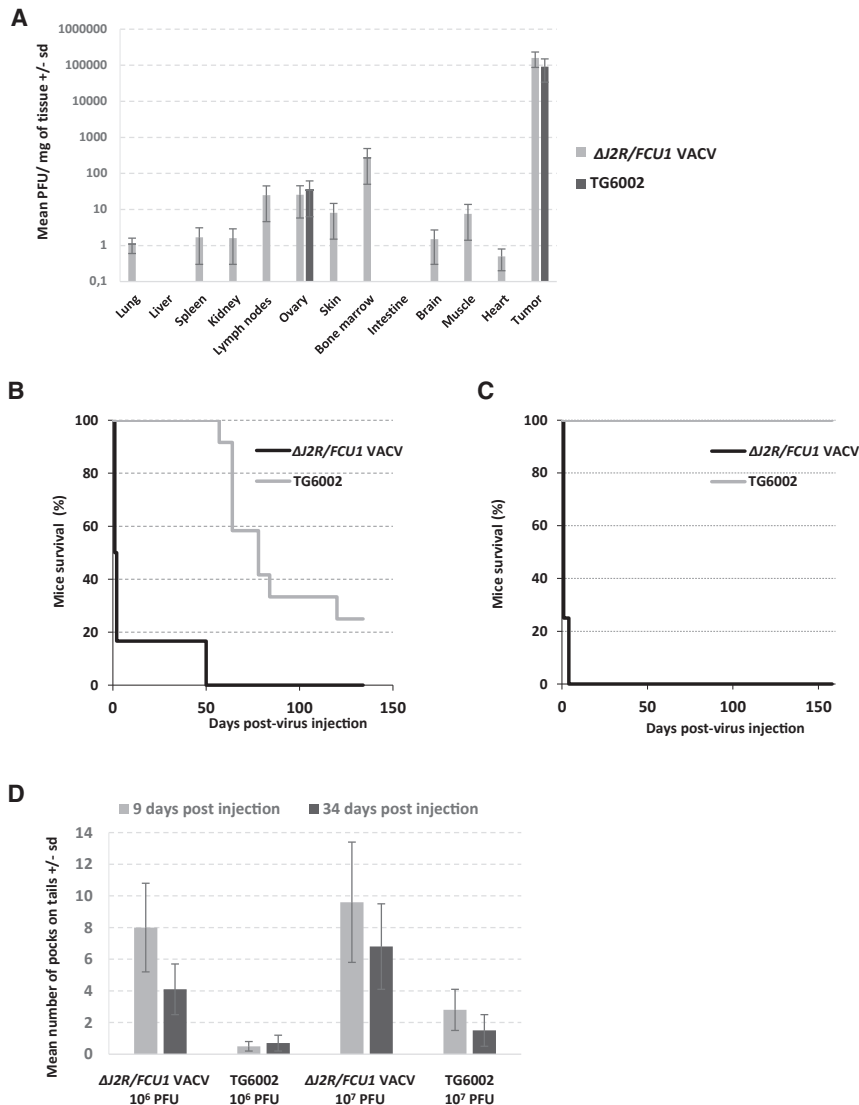 A
Mean PFU/ mg of tissue +/- sd
1000000
100000
10000
1000
100
10
1
0,1
Lung
Liver
Spleen
Kidney
Lymph nodes
Ovary
Skin
Bone marrow
Intestine
Brain
Muscle
Heart
Tumor
ΔJ2R/FCU1 VACV
TG6002
B
Mice survival (%)
100
80
60
40
20
0
0 50 100 150
Days post-virus injection
ΔJ2R/FCU1 VACV
TG6002
C
Mice survival (%)
100
80
60
40
20
0
0 50 100 150
Days post-virus injection
ΔJ2R/FCU1 VACV
TG6002
D
9 days post injection 34 days post injection
Mean number of pocks on tails +/- sd
14
12
10
8
6
4
2
0
ΔJ2R/FCU1 VACV TG6002 ΔJ2R/FCU1 VACV TG6002
10⁶ PFU 10⁶ PFU 10⁷ PFU 10⁷ PFU